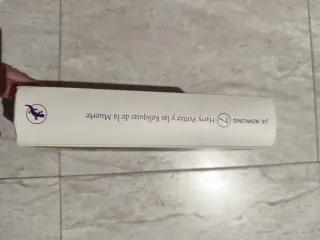 J.K. ROWLING
7
Harry Potter y las Reliquias de la Muerte